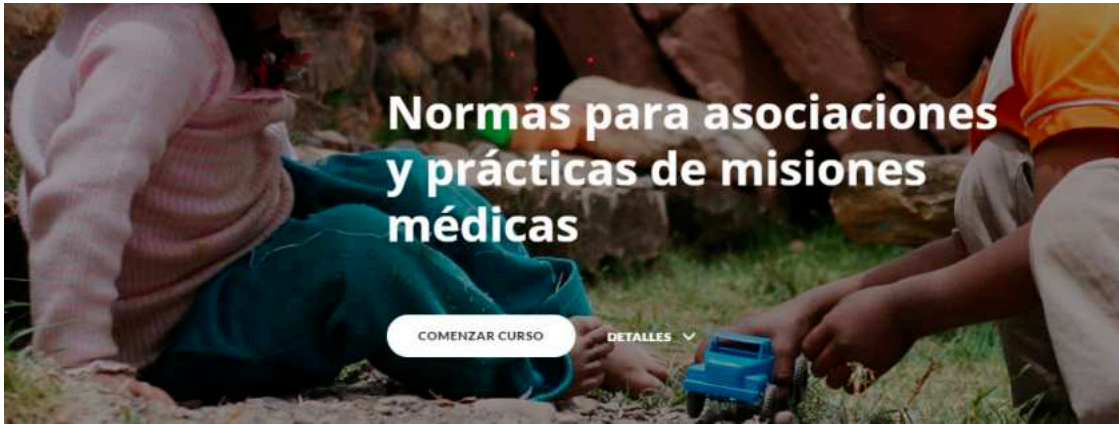 Normas para asociaciones
y prácticas de misiones
médicas
COMENZAR CURSO
DETALLES